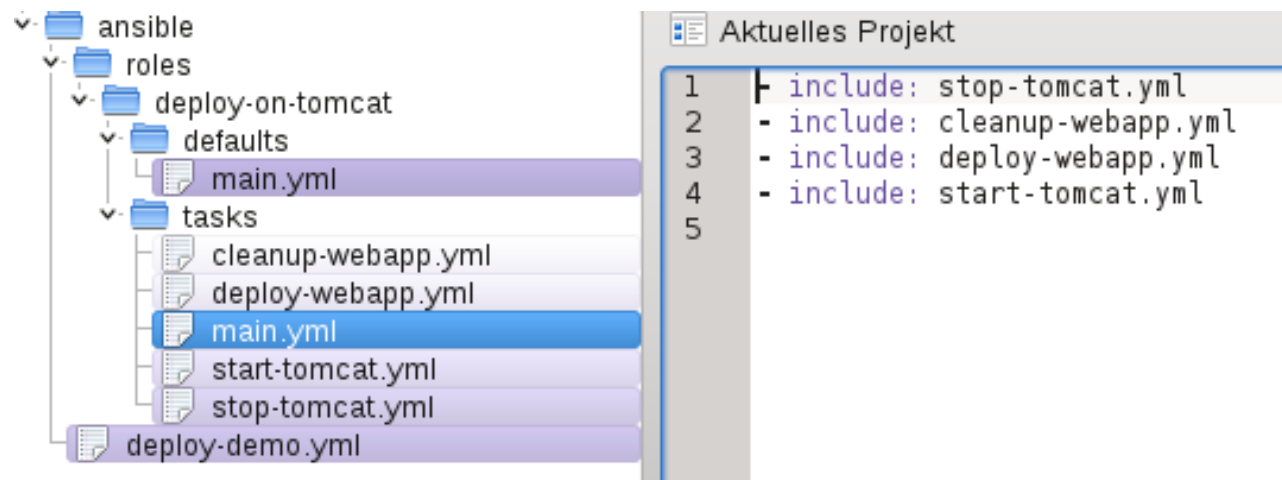 ansible
roles
deploy-on-tomcat
defaults
main.yml
tasks
cleanup-webapp.yml
deploy-webapp.yml
main.yml
start-tomcat.yml
stop-tomcat.yml
deploy-demo.yml
Aktuelles Projekt
1 - include: stop-tomcat.yml
2 - include: cleanup-webapp.yml
3 - include: deploy-webapp.yml
4 - include: start-tomcat.yml
5